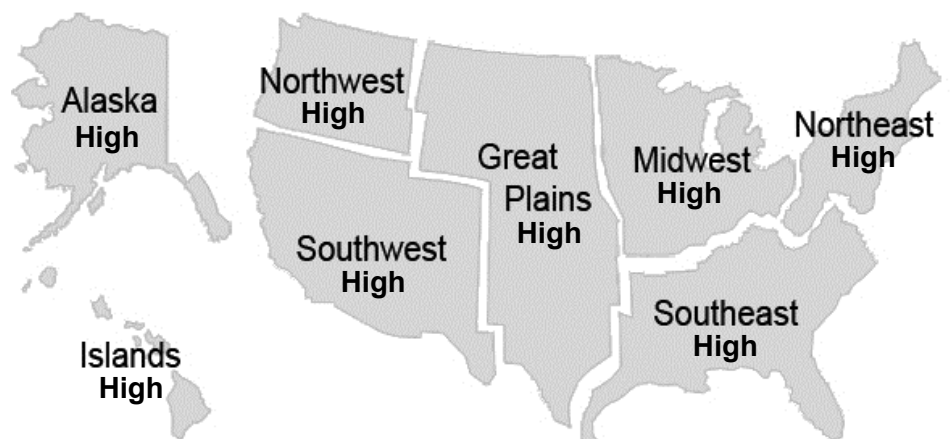 Alaska
High
Northwest
High
Great
Plains
High
Midwest
High
Northeast
High
Southwest
High
Southeast
High
Islands
High